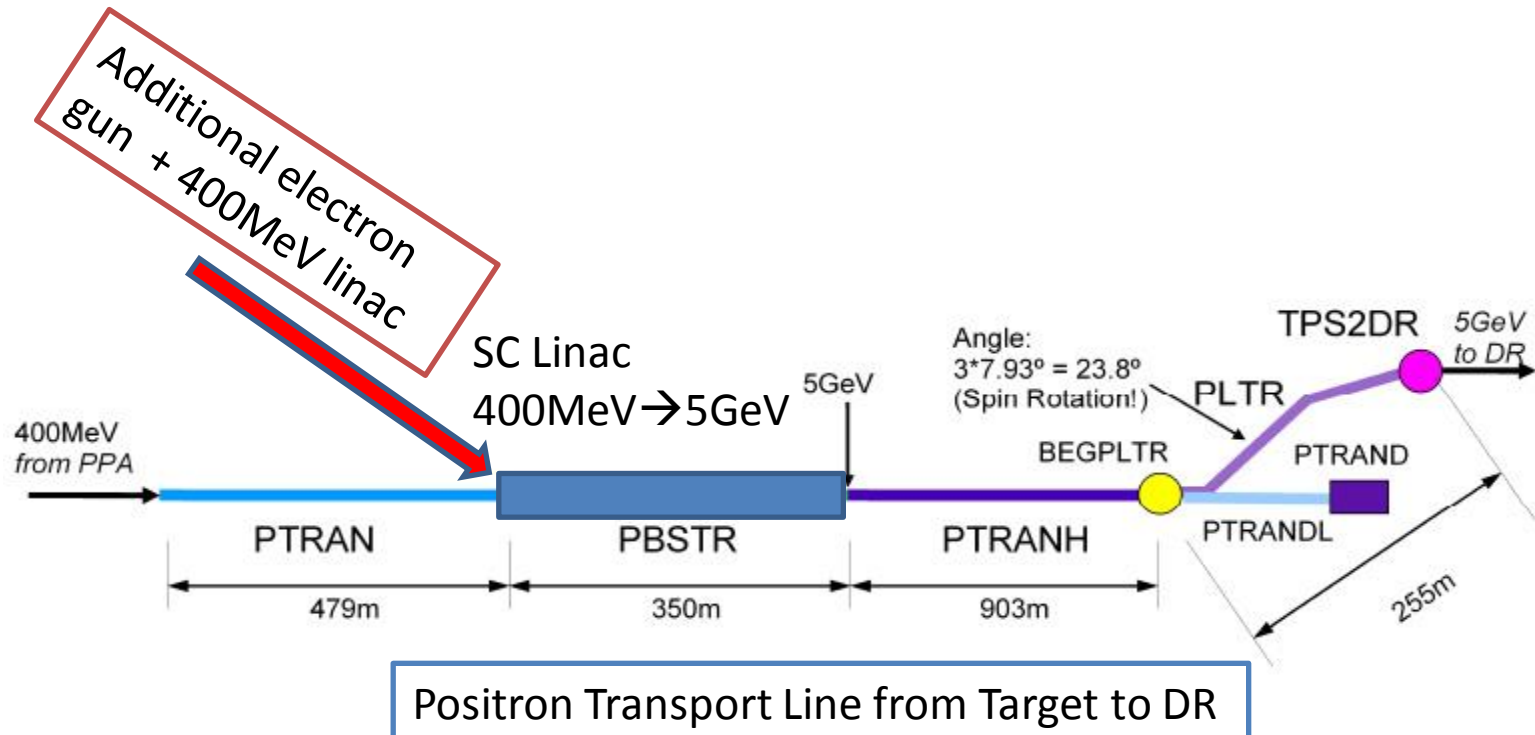 Additional electron
gun + 400MeV linac
SC Linac
400MeV→5GeV
5GeV
Angle:
3*7.93º = 23.8º
(Spin Rotation!)
TPS2DR
5GeV
to DR
PLTR
400MeV
from PPA
BEGPLTR
PTRAND
PTRAN
PBSTR
PTRANH
PTRANDL
479m
350m
903m
255m
Positron Transport Line from Target to DR